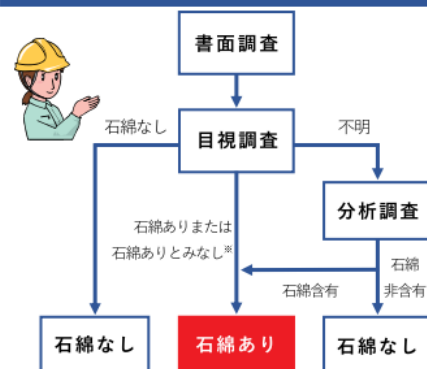 書面調査
石綿なし
目視調査
不明
分析調査
石綿ありまたは
石綿ありとみなし※
石綿
石綿含有
非含有
石綿なし
石綿あり
石綿なし